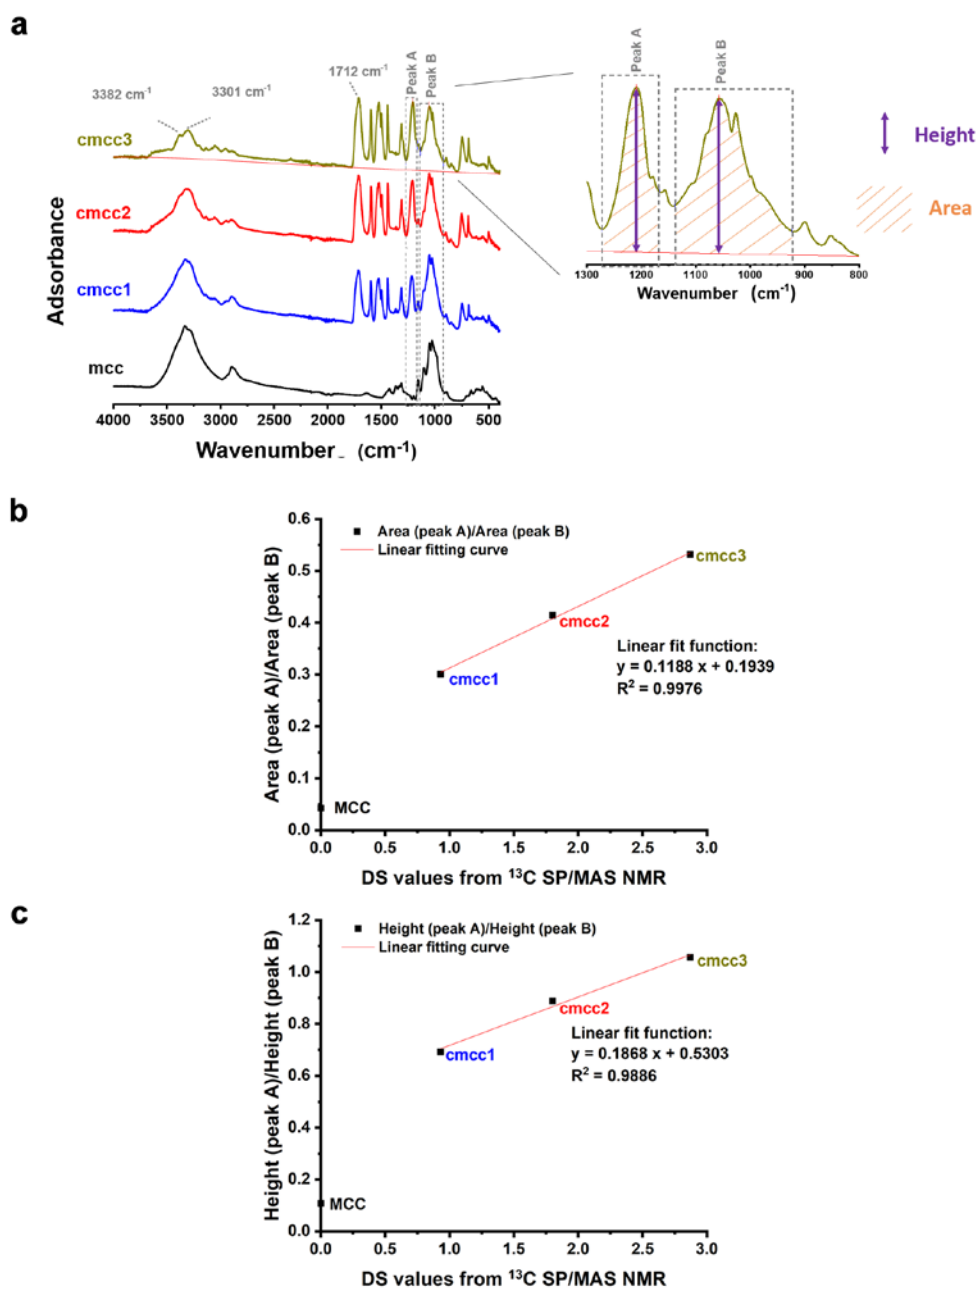 a
3382 cm⁻¹
3301 cm⁻¹
1712 cm⁻¹
Peak A
Peak B
cmcc3
cmcc2
cmcc1
mcc
Adsorbance
4000 3500 3000 2500 2000 1500 1000 500
Wavenumber (cm⁻¹)
Peak A
Peak B
1300 1200 1100 1000 900 800
Wavenumber (cm⁻¹)
Height
Area
b
Area (peak A)/Area (peak B)
0.6
0.5
0.4
0.3
0.2
0.1
0.0
Area (peak A)/Area (peak B)
Linear fitting curve
cmcc3
cmcc2
cmcc1
MCC
Linear fit function:
y = 0.1188 x + 0.1939
R² = 0.9976
0.0 0.5 1.0 1.5 2.0 2.5 3.0
DS values from ¹³C SP/MAS NMR
c
Height (peak A)/Height (peak B)
1.2
1.0
0.8
0.6
0.4
0.2
0.0
Height (peak A)/Height (peak B)
Linear fitting curve
cmcc3
cmcc2
cmcc1
MCC
Linear fit function:
y = 0.1868 x + 0.5303
R² = 0.9886
0.0 0.5 1.0 1.5 2.0 2.5 3.0
DS values from ¹³C SP/MAS NMR